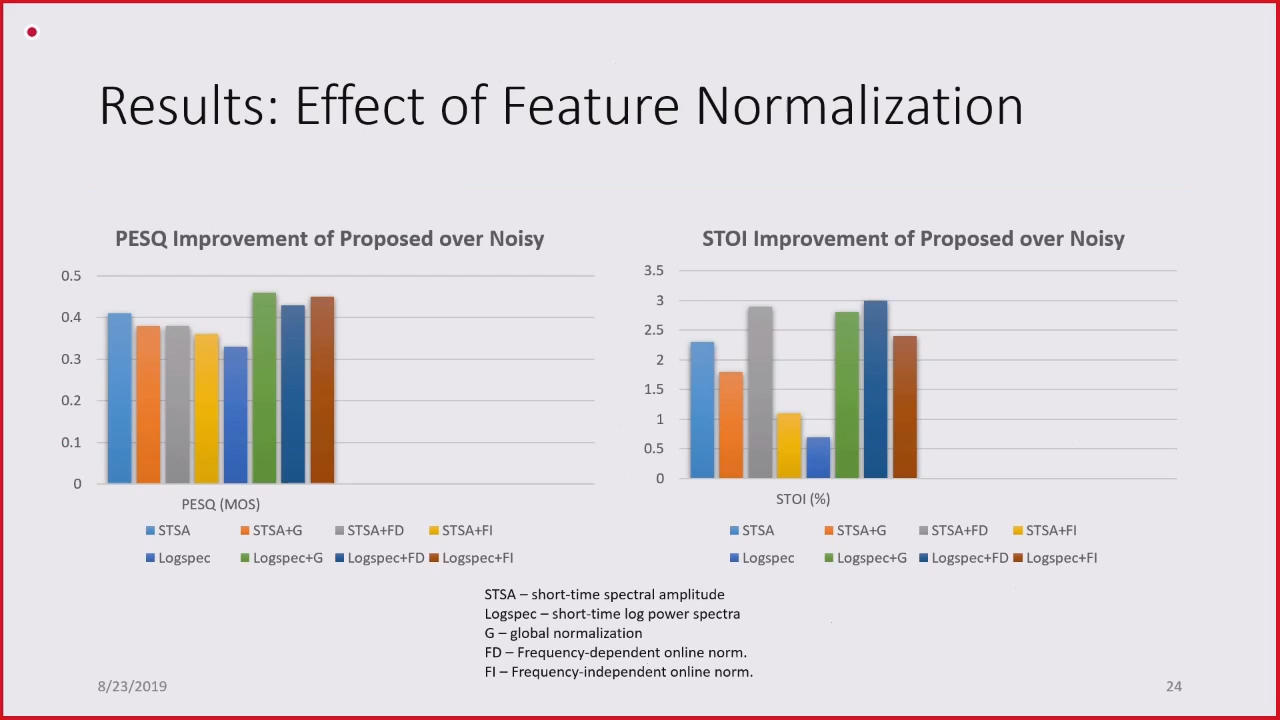 Results: Effect of Feature Normalization
PESQ Improvement of Proposed over Noisy
0.5
0.4
0.3
0.2
0.1
0
PESQ (MOS)
STSA STSA+G STSA+FD STSA+FI
Logspec Logspec+G Logspec+FD Logspec+FI
STOI Improvement of Proposed over Noisy
3.5
3
2.5
2
1.5
1
0.5
0
STOI (%)
STSA STSA+G STSA+FD STSA+FI
Logspec Logspec+G Logspec+FD Logspec+FI
STSA – short-time spectral amplitude
Logspec – short-time log power spectra
G – global normalization
FD – Frequency-dependent online norm.
FI – Frequency-independent online norm.
8/23/2019
24